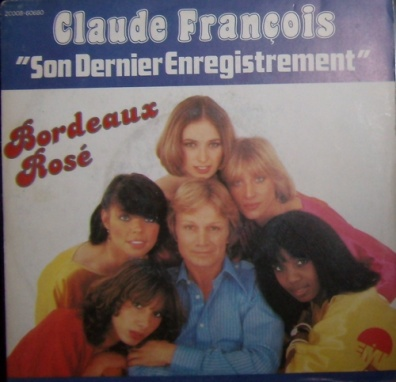 Claude François
"Son Dernier Enregistrement"
Bordeaux
Rosé